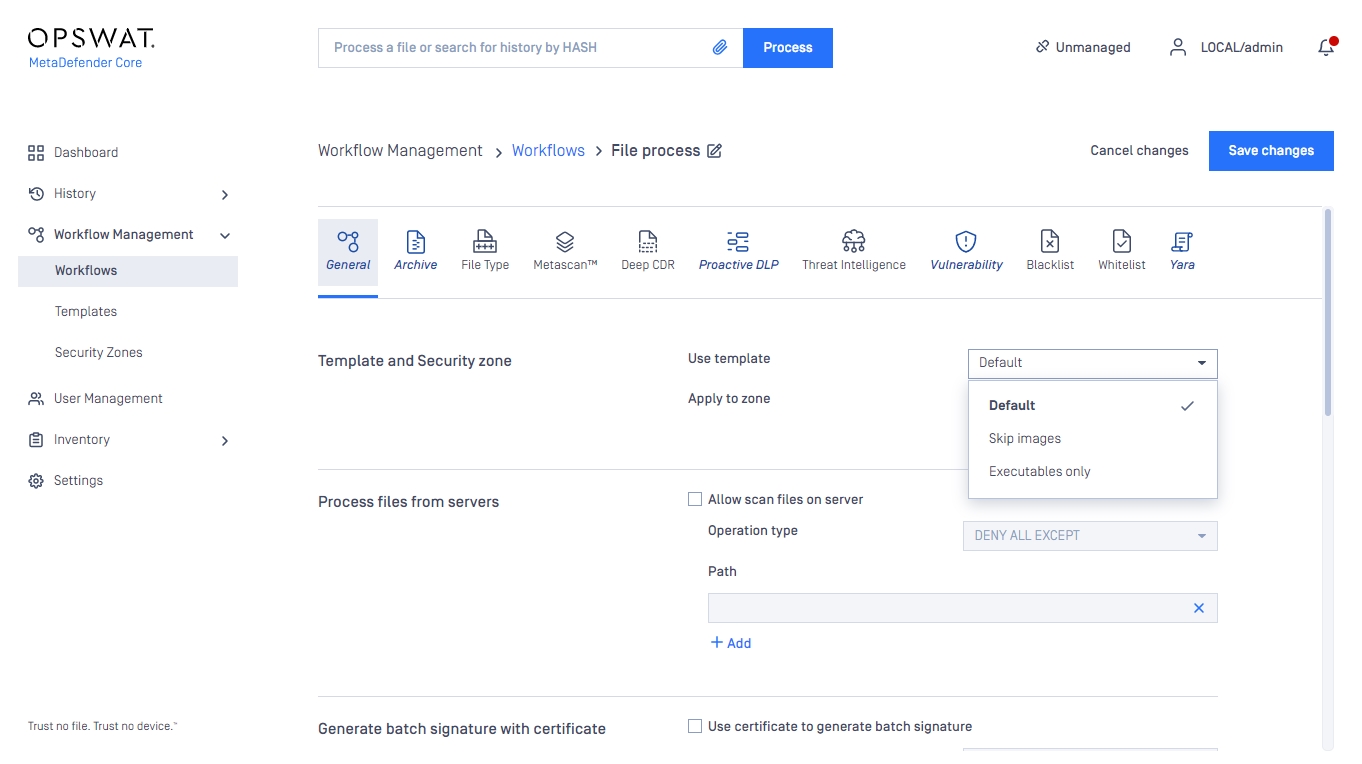 OPSWAT.
MetaDefender Core
Process a file or search for history by HASH
Process
Unmanaged
LOCAL/admin
Dashboard
History
Workflow Management
Workflows
Templates
Security Zones
User Management
Inventory
Settings
Trust no file. Trust no device.™
Workflow Management > Workflows > File process
Cancel changes
Save changes
General
Archive
File Type
Metascan™
Deep CDR
Proactive DLP
Threat Intelligence
Vulnerability
Blacklist
Whitelist
Yara
Template and Security zone
Use template
Default
Apply to zone
Default
Skip images
Executables only
Process files from servers
Allow scan files on server
Operation type
DENY ALL EXCEPT
Path
+ Add
Generate batch signature with certificate
Use certificate to generate batch signature